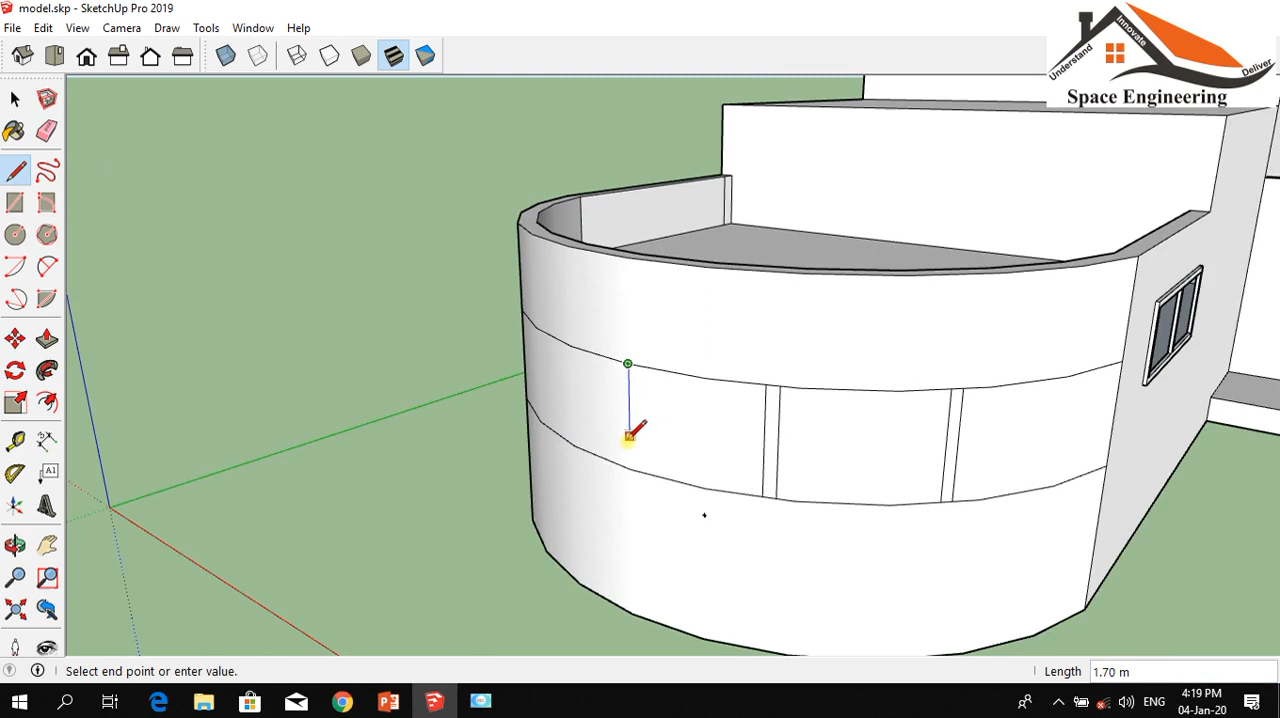 model.skp - SketchUp Pro 2019
File Edit View Camera Draw Tools Window Help
Understand
Innovate
Deliver
Space Engineering
A1
Select end point or enter value.
Length 1.70 m
ENG
4:19 PM
04-Jan-20